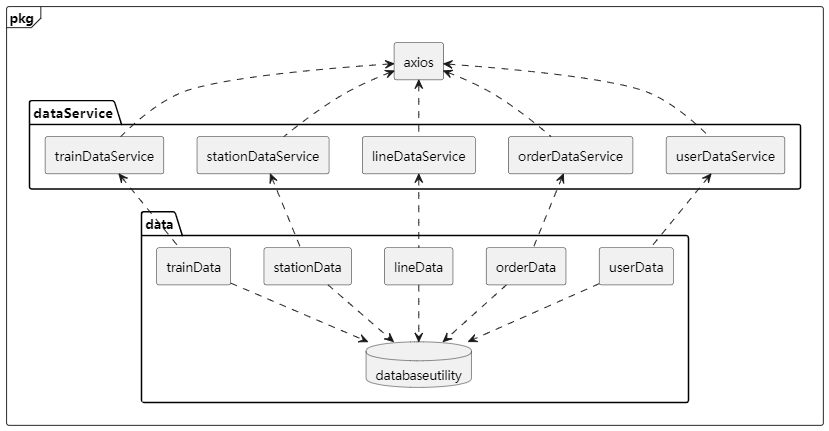 pkg
axios
dataService
trainDataService
stationDataService
lineDataService
orderDataService
userDataService
data
trainData
stationData
lineData
orderData
userData
databaseutility